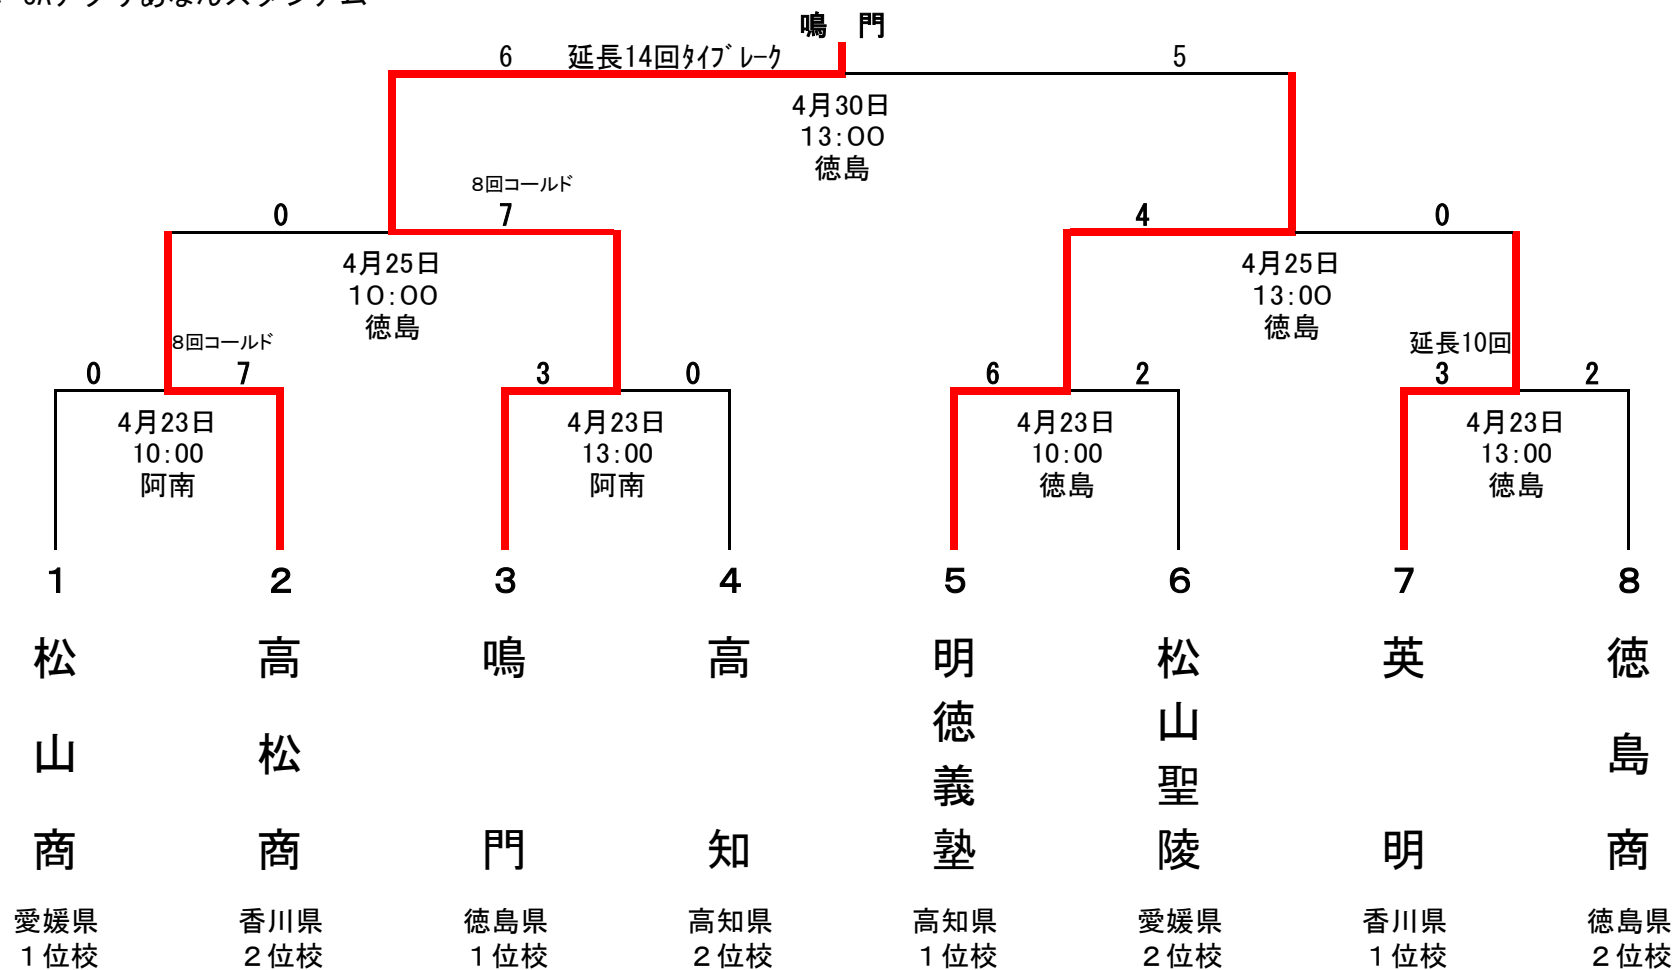 鳴 門
6 延長14回ﾀｲﾌﾞﾚｰｸ 5
4月30日
13:00
徳島
8回コールド
0 7 4 0
4月25日 4月25日
10:00 13:00
徳島 徳島
8回コールド 延長10回
0 7 3 0 6 2 3 2
4月23日 4月23日 4月23日 4月23日
10:00 13:00 10:00 13:00
阿南 阿南 徳島 徳島
1 2 3 4 5 6 7 8
松山商 高松商 鳴門 高知 明徳義塾 松山聖陵 英明 徳島商
愛媛県 香川県 徳島県 高知県 高知県 愛媛県 香川県 徳島県
1位校 2位校 1位校 2位校 1位校 2位校 1位校 2位校